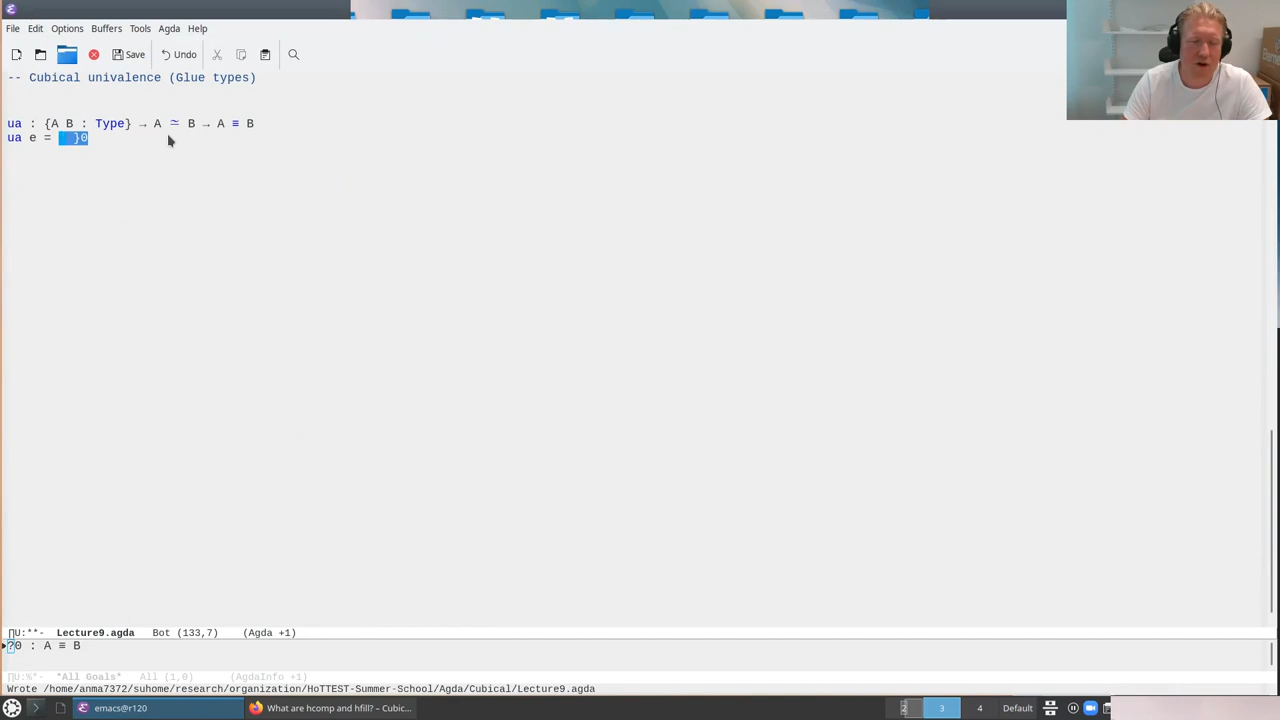 File Edit Options Buffers Tools Agda Help
Save Undo
-- Cubical univalence (Glue types)
ua : {A B : Type} → A ≃ B → A ≡ B
ua e = }0
∏U:**- Lecture9.agda Bot (133,7) (Agda +1)
?0 : A ≡ B
∏U:%*- *All Goals* All (1,0) (AgdaInfo +1)
Wrote /home/anma7372/suhome/research/organization/HoTTEST-Summer-School/Agda/Cubical/Lecture9.agda
emacs@r120 What are hcomp and hfill? – Cubic... 2 3 4 Default